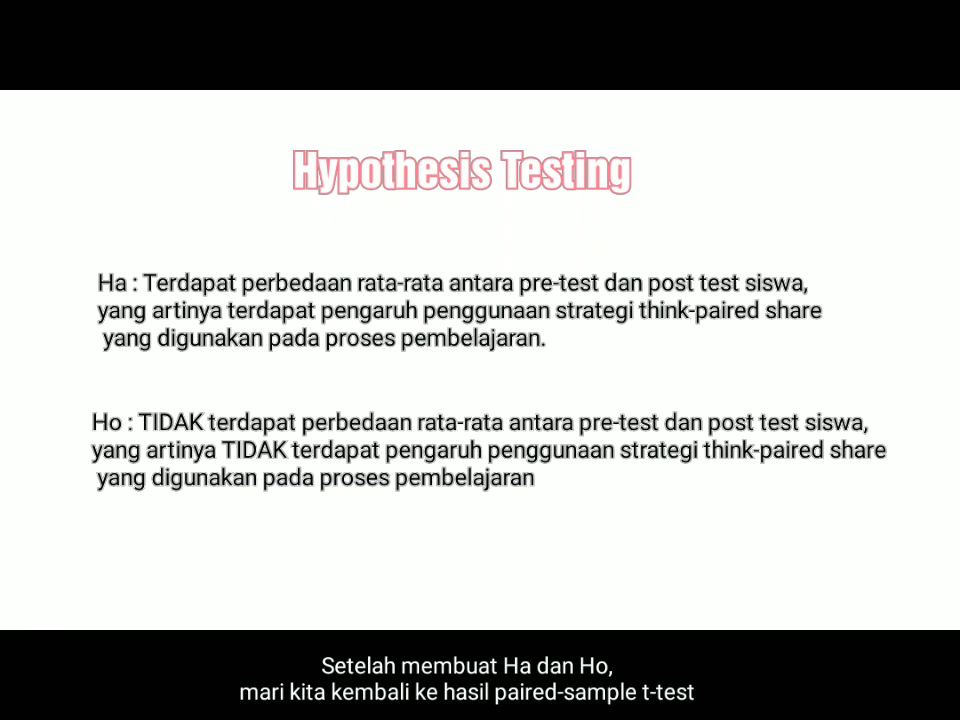 Hypothesis Testing
Ha : Terdapat perbedaan rata-rata antara pre-test dan post test siswa,
yang artinya terdapat pengaruh penggunaan strategi think-paired share
yang digunakan pada proses pembelajaran.
Ho : TIDAK terdapat perbedaan rata-rata antara pre-test dan post test siswa,
yang artinya TIDAK terdapat pengaruh penggunaan strategi think-paired share
yang digunakan pada proses pembelajaran
Setelah membuat Ha dan Ho,
mari kita kembali ke hasil paired-sample t-test